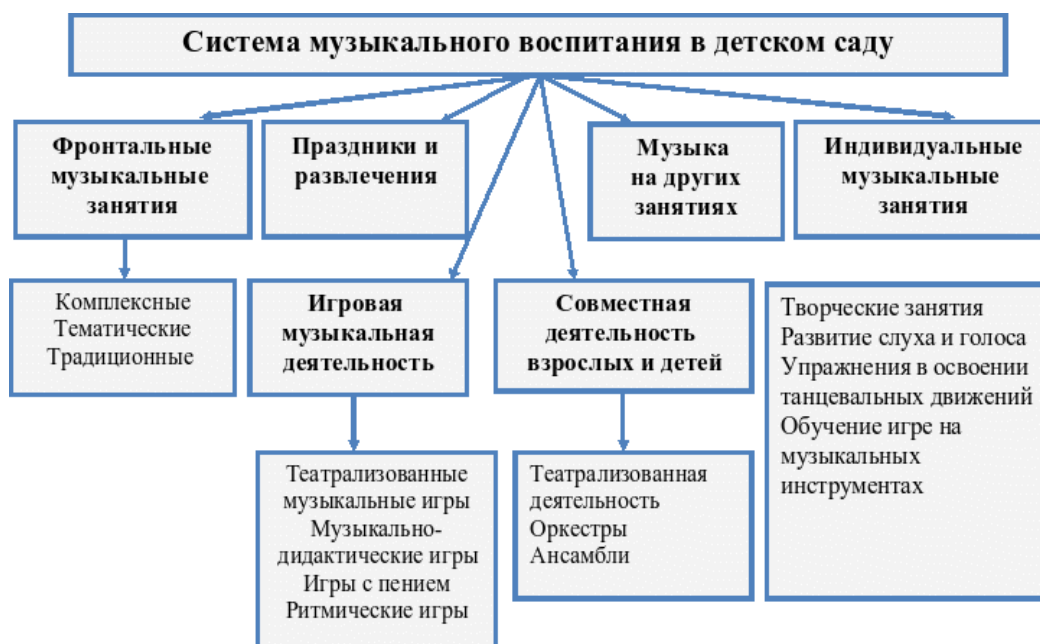 Система музыкального воспитания в детском саду
Фронтальные
музыкальные
занятия
Праздники и
развлечения
Музыка
на других
занятиях
Индивидуальные
музыкальные
занятия
Комплексные
Тематические
Традиционные
Игровая
музыкальная
деятельность
Совместная
деятельность
взрослых и детей
Творческие занятия
Развитие слуха и голоса
Упражнения в освоении
танцевальных движений
Обучение игре на
музыкальных
инструментах
Театрализованные
музыкальные игры
Музыкально-
дидактические игры
Игры с пением
Ритмические игры
Театрализованная
деятельность
Оркестры
Ансамбли